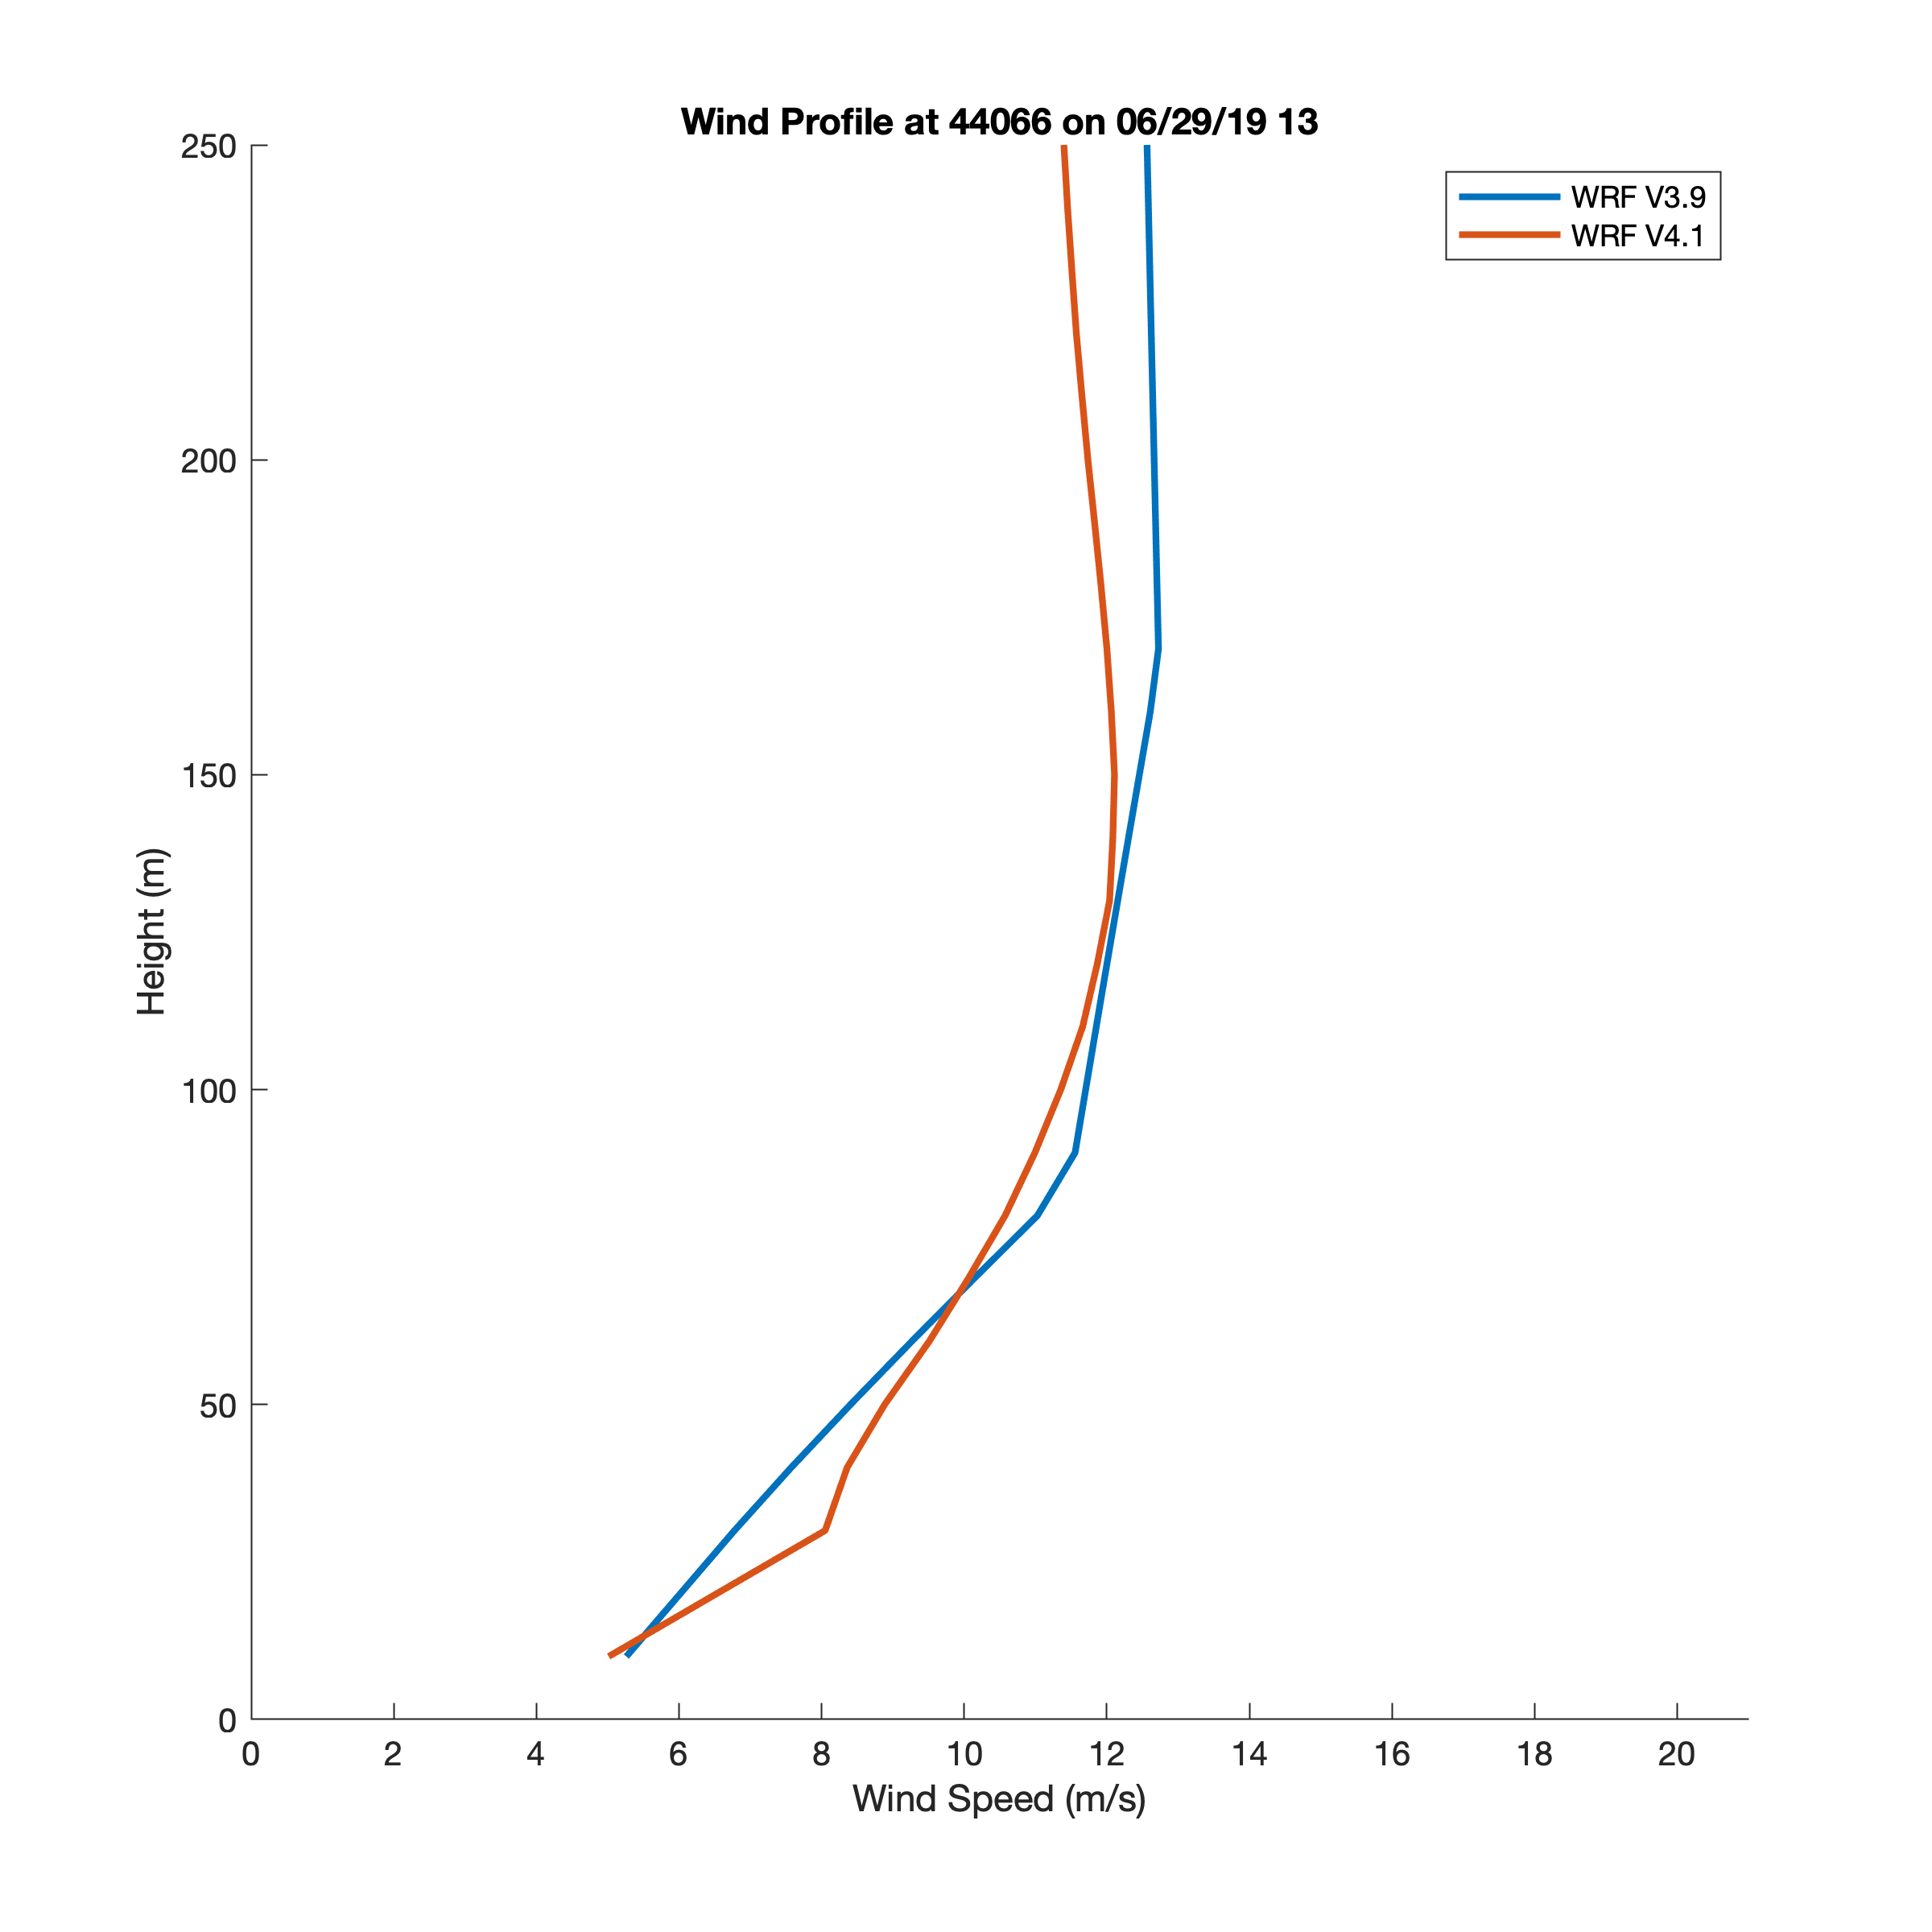 Wind Profile at 44066 on 06/29/19 13
WRF V3.9
WRF V4.1
250
200
150
100
50
0
Height (m)
0 2 4 6 8 10 12 14 16 18 20
Wind Speed (m/s)